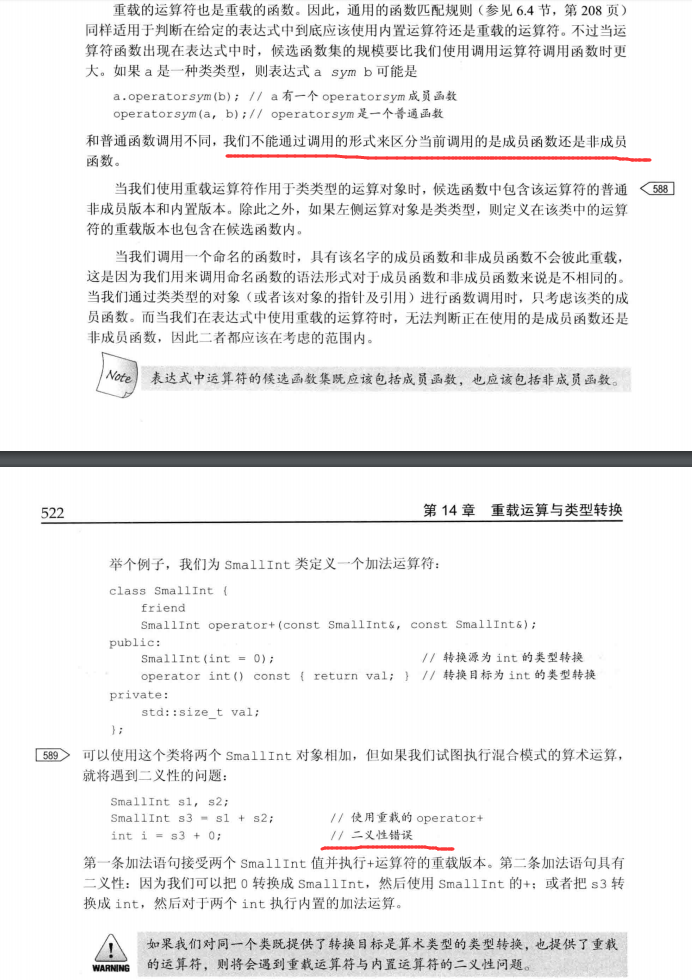 重载的运算符也是重载的函数。因此，通用的函数匹配规则（参见 6.4 节，第 208 页）
同样适用于判断在给定的表达式中到底应该使用内置运算符还是重载的运算符。不过当运
算符函数出现在表达式中时，候选函数集的规模要比我们使用调用运算符调用函数时更
大。如果 a 是一种类类型，则表达式 a sym b 可能是
a.operatorsym(b); // a 有一个 operatorsym 成员函数
operatorsym(a, b);// operatorsym 是一个普通函数
和普通函数调用不同，我们不能通过调用的形式来区分当前调用的是成员函数还是非成员
函数。
当我们使用重载运算符作用于类类型的运算对象时，候选函数中包含该运算符的普通
588
非成员版本和内置版本。除此之外，如果左侧运算对象是类类型，则定义在该类中的运算
符的重载版本也包含在候选函数内。
当我们调用一个命名的函数时，具有该名字的成员函数和非成员函数不会彼此重载，
这是因为我们用来调用命名函数的语法形式对于成员函数和非成员函数来说是不相同的。
当我们通过类类型的对象（或者该对象的指针及引用）进行函数调用时，只考虑该类的成
员函数。而当我们在表达式中使用重载的运算符时，无法判断正在使用的是成员函数还是
非成员函数，因此二者都应该在考虑的范围内。
Note 表达式中运算符的候选函数集既应该包括成员函数，也应该包括非成员函数。
522 第 14 章 重载运算与类型转换
举个例子，我们为 SmallInt 类定义一个加法运算符：
class SmallInt {
friend
SmallInt operator+(const SmallInt&, const SmallInt&);
public:
SmallInt(int = 0); // 转换源为 int 的类型转换
operator int() const { return val; } // 转换目标为 int 的类型转换
private:
std::size_t val;
};
589 可以使用这个类将两个 SmallInt 对象相加，但如果我们试图执行混合模式的算术运算，
就将遇到二义性的问题：
SmallInt s1, s2;
SmallInt s3 = s1 + s2; // 使用重载的 operator+
int i = s3 + 0; // 二义性错误
第一条加法语句接受两个 SmallInt 值并执行+运算符的重载版本。第二条加法语句具有
二义性：因为我们可以把 0 转换成 SmallInt，然后使用 SmallInt 的+；或者把 s3 转
换成 int，然后对于两个 int 执行内置的加法运算。
WARNING 如果我们对同一个类既提供了转换目标是算术类型的类型转换，也提供了重载
的运算符，则将会遇到重载运算符与内置运算符的二义性问题。